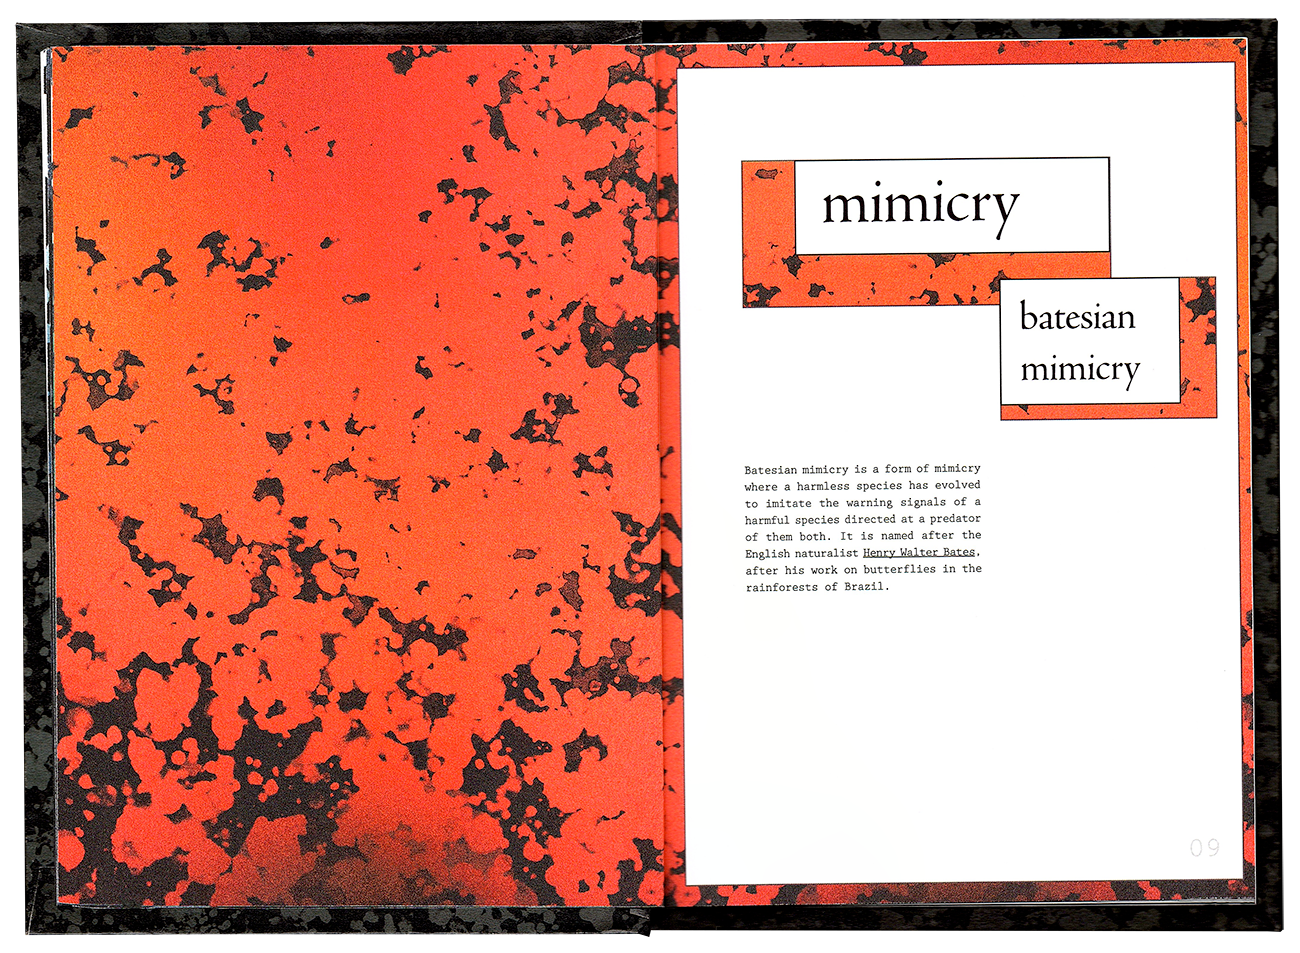 mimicry
batesian
mimicry
Batesian mimicry is a form of mimicry
where a harmless species has evolved
to imitate the warning signals of a
harmful species directed at a predator
of them both. It is named after the
English naturalist Henry Walter Bates,
after his work on butterflies in the
rainforests of Brazil.
09